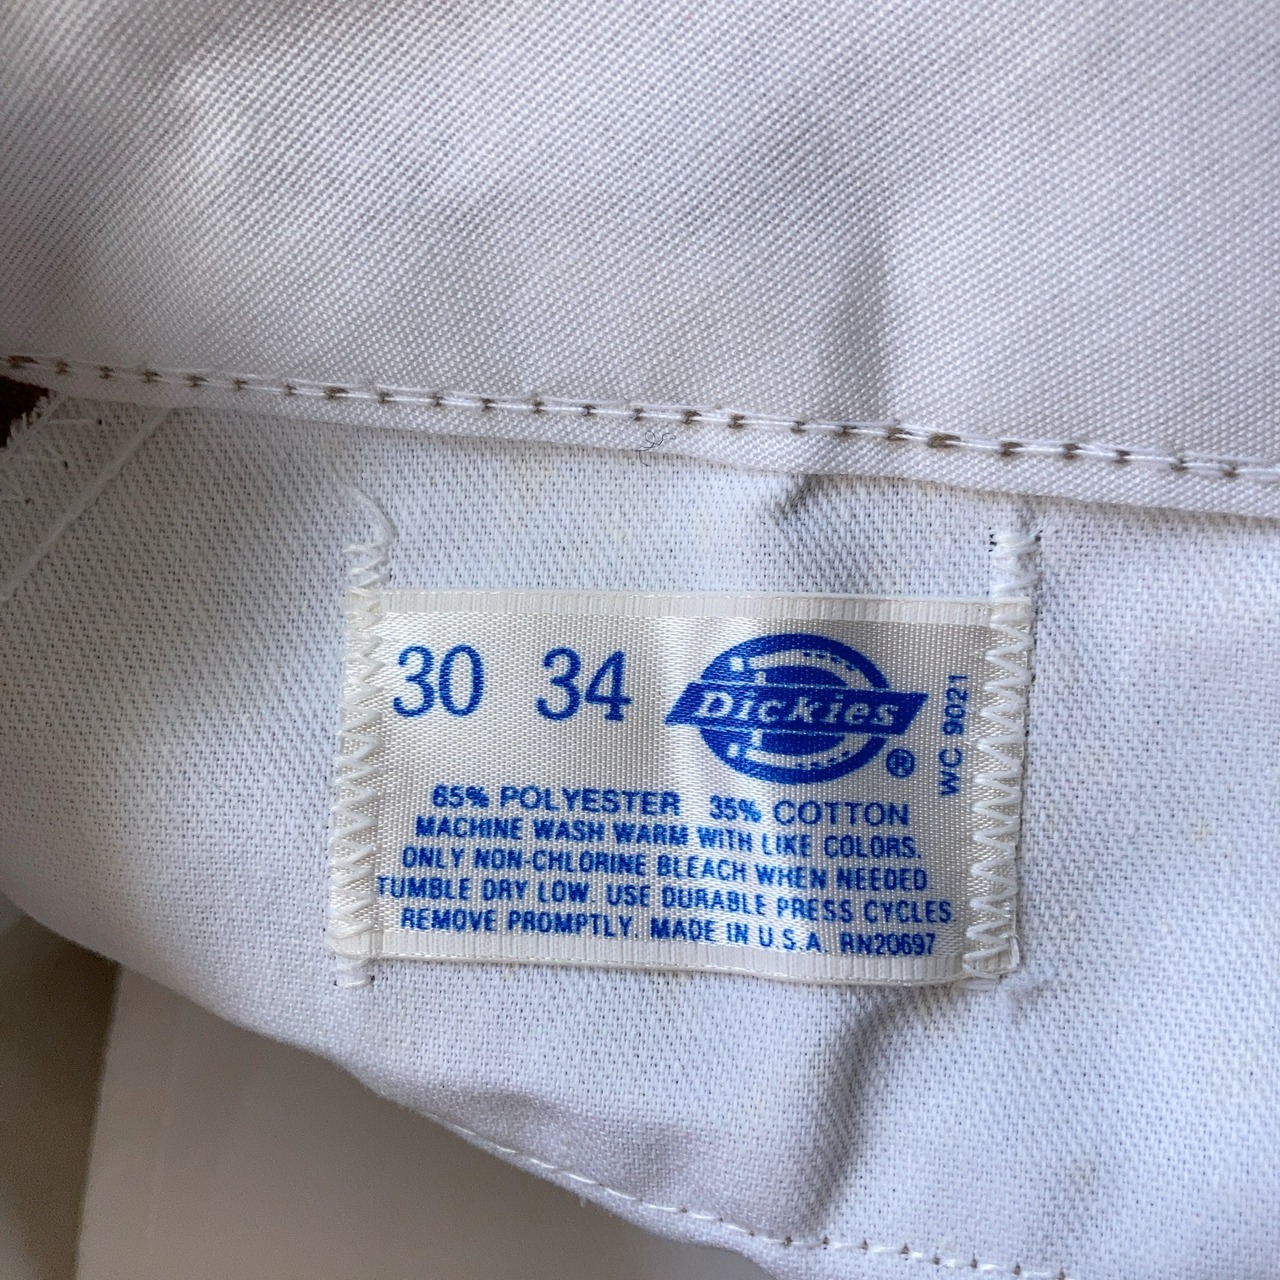 30 34 Dickies®
WC 9021
65% POLYESTER 35% COTTON
MACHINE WASH WARM WITH LIKE COLORS.
ONLY NON-CHLORINE BLEACH WHEN NEEDED
TUMBLE DRY LOW. USE DURABLE PRESS CYCLES.
REMOVE PROMPTLY. MADE IN U.S.A. RN20697